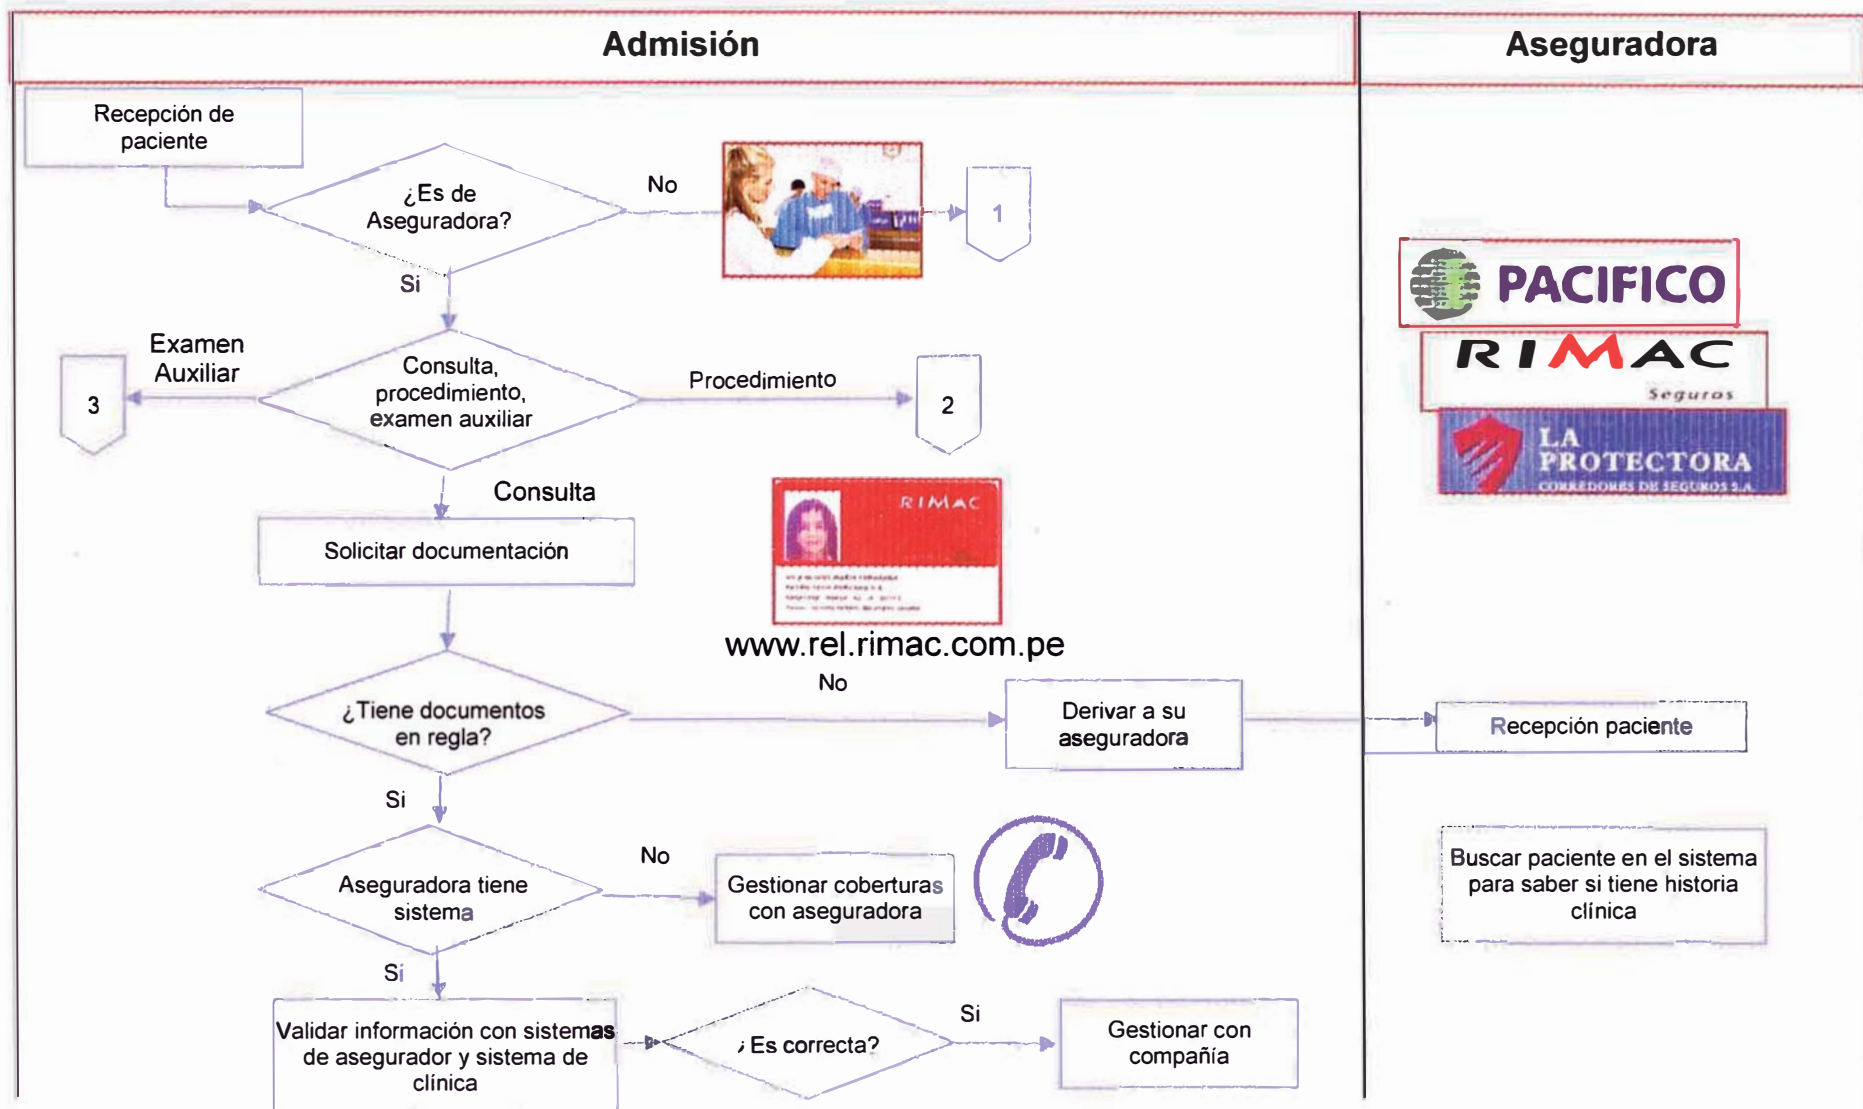 Admisión
Aseguradora
Recepción de
paciente
¿Es de
Aseguradora?
No
1
Si
PACIFICO
RIMAC
Seguros
LA
PROTECTORA
CORREDORES DE SEGUROS S.A.
Examen
Auxiliar
3
Consulta,
procedimiento,
examen auxiliar
Procedimiento
2
Consulta
Solicitar documentación
RIMAC
www.rel.rimac.com.pe
No
¿Tiene documentos
en regla?
Derivar a su
aseguradora
Recepción paciente
Si
Aseguradora tiene
sistema
No
Gestionar coberturas
con aseguradora
Buscar paciente en el sistema
para saber si tiene historia
clínica
Si
Validar información con sistemas
de asegurador y sistema de
clínica
¿Es correcta?
Si
Gestionar con
compañía